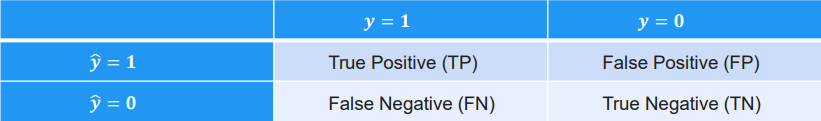 y = 1 y = 0
ŷ = 1 True Positive (TP) False Positive (FP)
ŷ = 0 False Negative (FN) True Negative (TN)